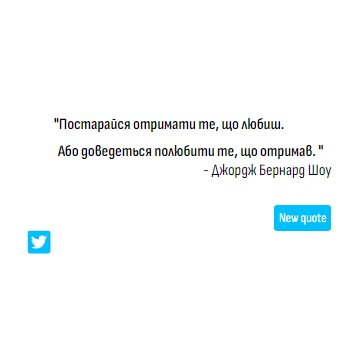 "Постарайся отримати те, що любиш.
Або доведеться полюбити те, що отримав. "
- Джордж Бернард Шоу
New quote